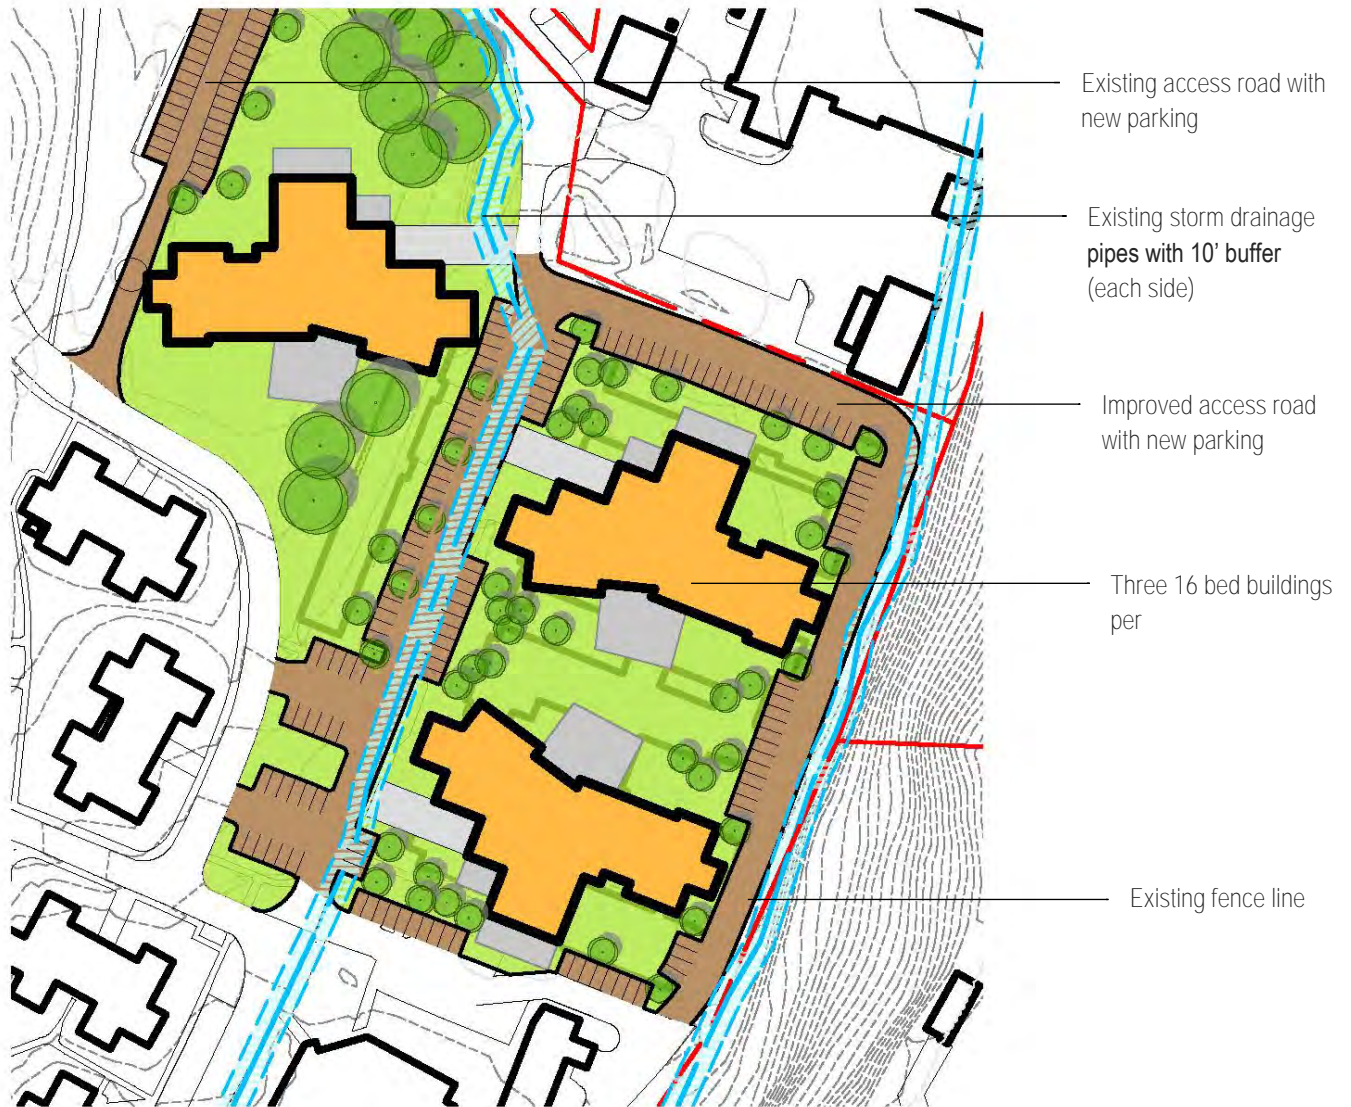 Existing access road with
new parking
Existing storm drainage
pipes with 10’ buffer
(each side)
Improved access road
with new parking
Three 16 bed buildings
per
Existing fence line